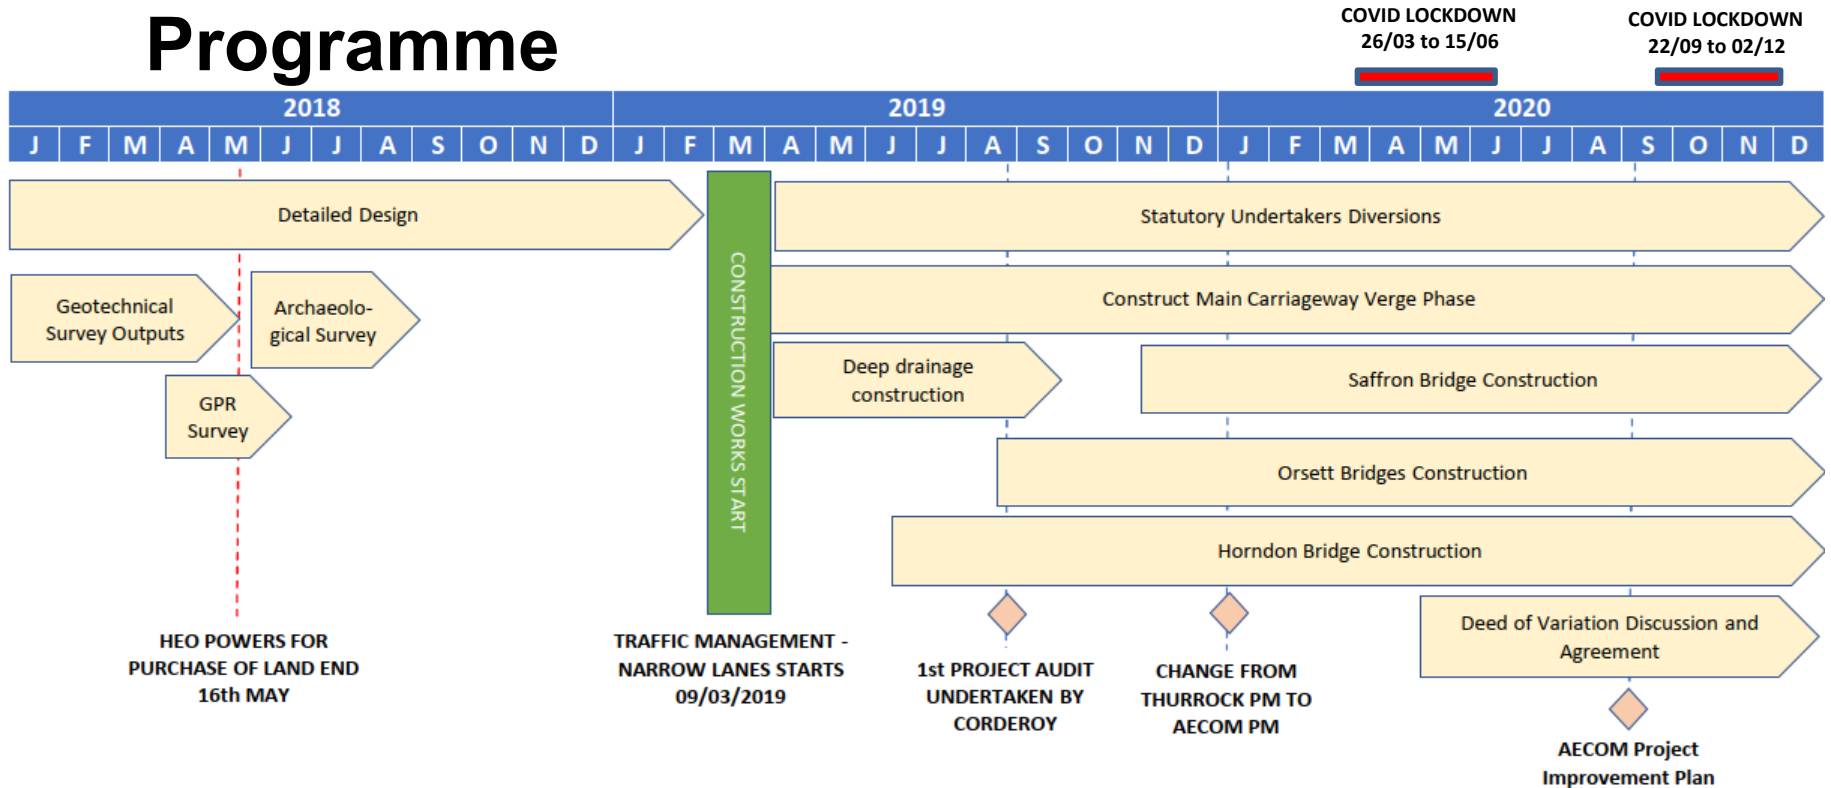 Programme
COVID LOCKDOWN
26/03 to 15/06
COVID LOCKDOWN
22/09 to 02/12
2018 2019 2020
J F M A M J J A S O N D J F M A M J J A S O N D J F M A M J J A S O N D
Detailed Design
Statutory Undertakers Diversions
Geotechnical
Survey Outputs
Archaeolo-
gical Survey
CONSTRUCTION WORKS START
Construct Main Carriageway Verge Phase
GPR
Survey
Deep drainage
construction
Saffron Bridge Construction
Orsett Bridges Construction
Horndon Bridge Construction
Deed of Variation Discussion and
Agreement
HEO POWERS FOR
PURCHASE OF LAND END
16th MAY
TRAFFIC MANAGEMENT -
NARROW LANES STARTS
09/03/2019
1st PROJECT AUDIT
UNDERTAKEN BY
CORDEROY
CHANGE FROM
THURROCK PM TO
AECOM PM
AECOM Project
Improvement Plan